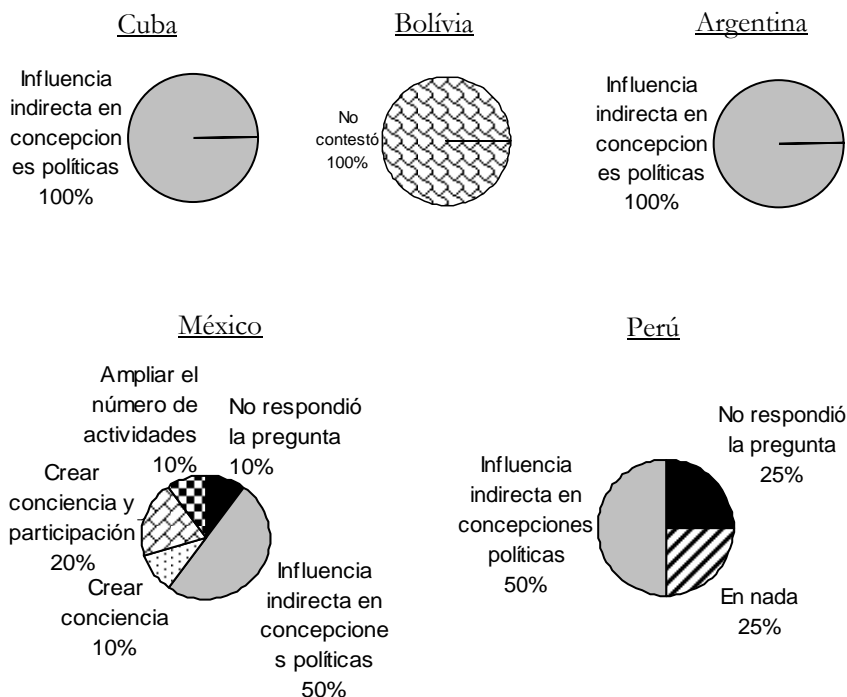 Cuba
Influencia
indirecta en
concepcion
es políticas
100%
Bolívia
No
contestó
100%
Argentina
Influencia
indirecta en
concepcion
es políticas
100%
México
Ampliar el
número de
actividades
10%
No respondió
la pregunta
10%
Crear
conciencia y
participación
20%
Crear
conciencia
10%
Influencia
indirecta en
concepcione
s políticas
50%
Perú
Influencia
indirecta en
concepciones
políticas
50%
No respondió
la pregunta
25%
En nada
25%